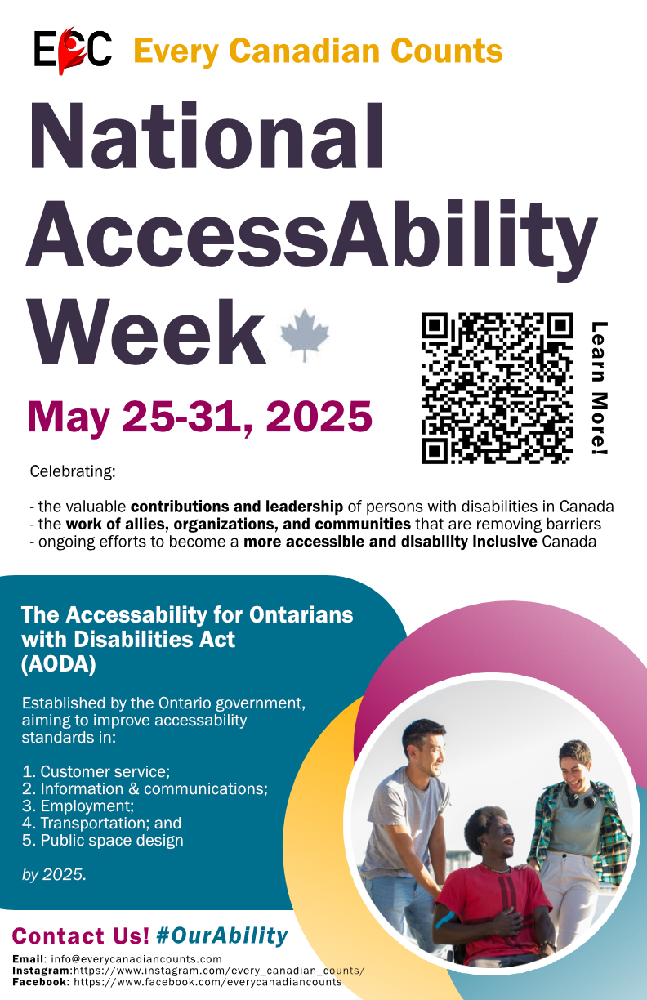 ECC Every Canadian Counts
National
AccessAbility
Week
May 25-31, 2025
Learn More!
Celebrating:
- the valuable contributions and leadership of persons with disabilities in Canada
- the work of allies, organizations, and communities that are removing barriers
- ongoing efforts to become a more accessible and disability inclusive Canada
The Accessability for Ontarians
with Disabilities Act
(AODA)
Established by the Ontario government,
aiming to improve accessability
standards in:
1. Customer service;
2. Information & communications;
3. Employment;
4. Transportation; and
5. Public space design
by 2025.
Contact Us! #OurAbility
Email: info@everycanadiancounts.com
Instagram:https://www.instagram.com/every_canadian_counts/
Facebook: https://www.facebook.com/everycanadiancounts